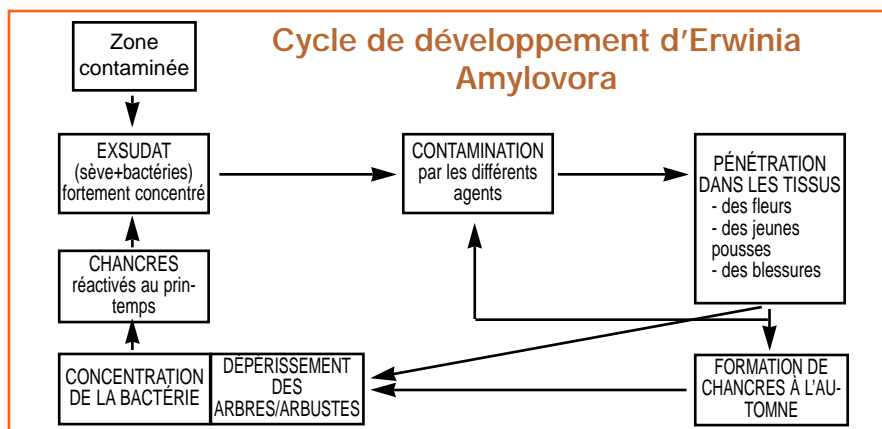 Cycle de développement d'Erwinia
Amylovora
Zone
contaminée
EXSUDAT
(sève+bactéries)
fortement concentré
CONTAMINATION
par les différents
agents
PÉNÉTRATION
DANS LES TISSUS
- des fleurs
- des jeunes
pousses
- des blessures
CHANCRES
réactivés au prin-
temps
CONCENTRATION
DE LA BACTÉRIE
DÉPÉRISSEMENT
DES
ARBRES/ARBUSTES
FORMATION DE
CHANCRES À L'AU-
TOMNE